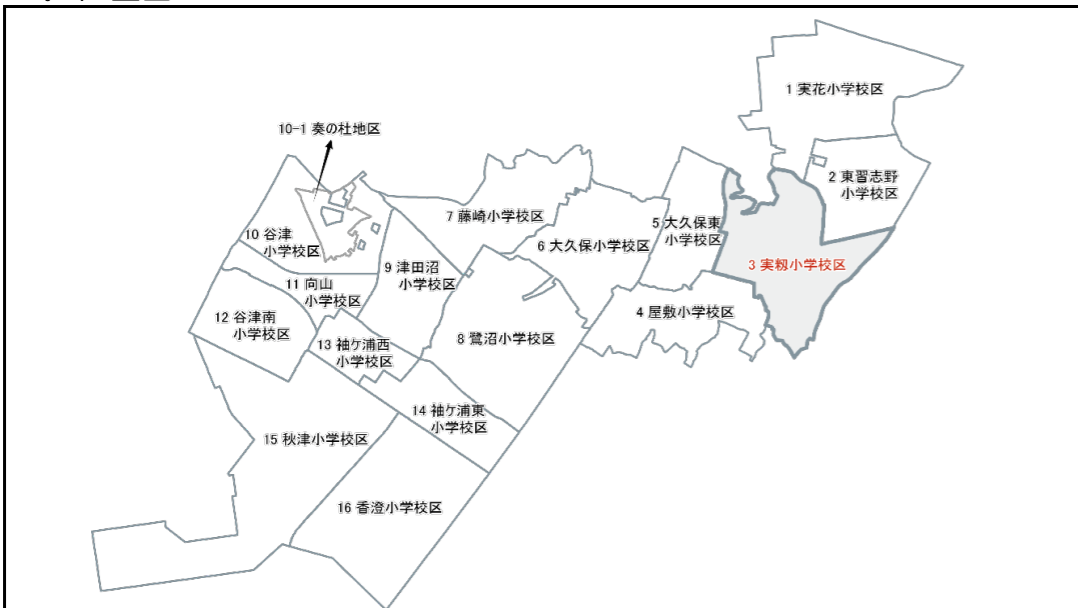 1 実花小学校区
10-1 奏の杜地区
2 東習志野
小学校区
7 藤崎小学校区
5 大久保東
小学校区
10 谷津
小学校区
6 大久保小学校区
3 実籾小学校区
9 津田沼
小学校区
11 向山
小学校区
4 屋敷小学校区
12 谷津南
小学校区
8 鷺沼小学校区
13 袖ケ浦西
小学校区
14 袖ケ浦東
小学校区
15 秋津小学校区
16 香澄小学校区